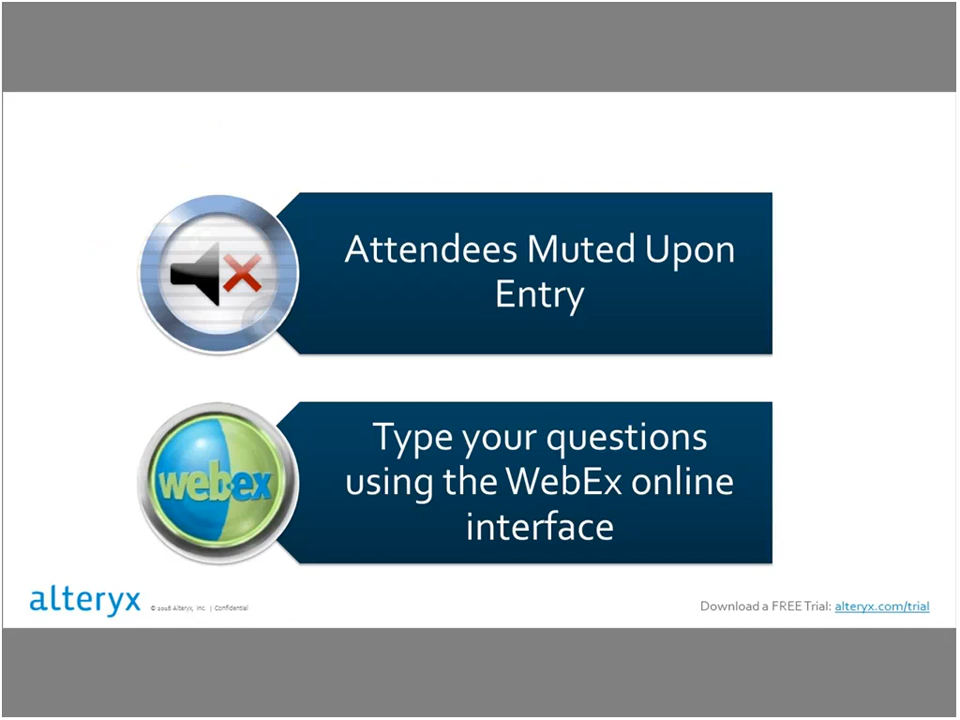 Attendees Muted Upon
Entry
webex
Type your questions
using the WebEx online
interface
alteryx © 2018 Alteryx, Inc. | Confidential
Download a FREE Trial: alteryx.com/trial